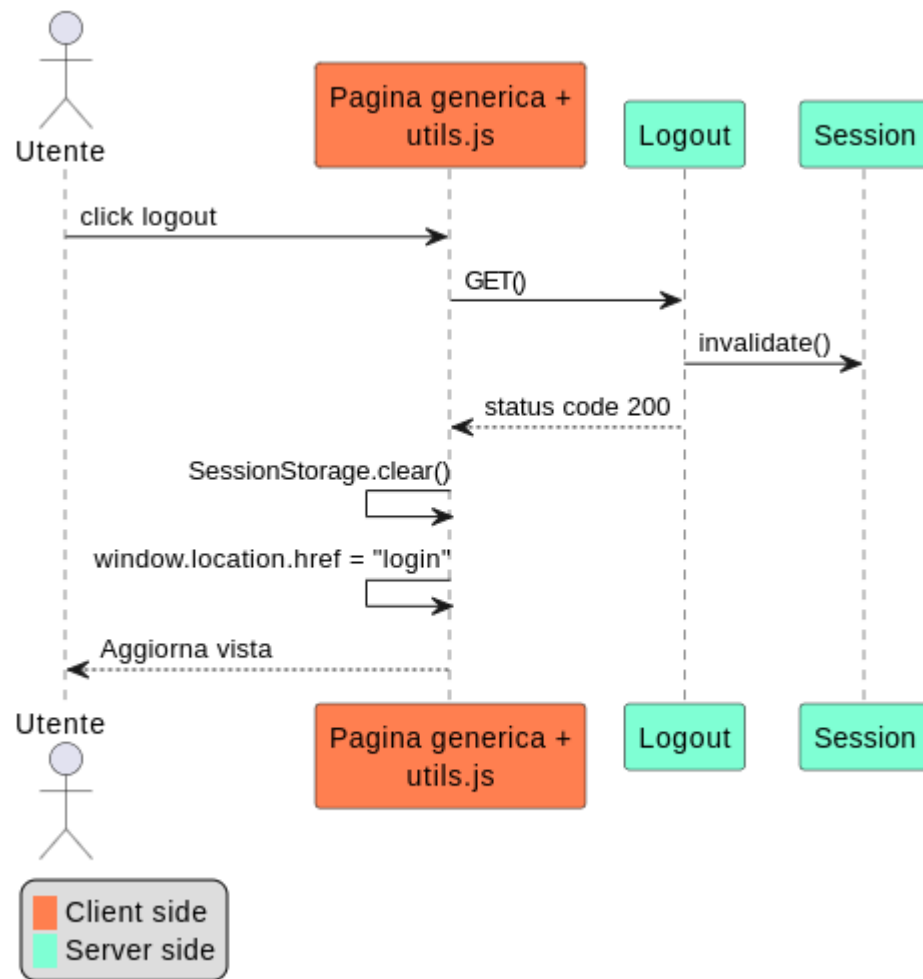 Utente
Pagina generica +
utils.js
Logout
Session
click logout
GET()
invalidate()
status code 200
SessionStorage.clear()
window.location.href = "login"
Aggiorna vista
Utente
Pagina generica +
utils.js
Logout
Session
Client side
Server side